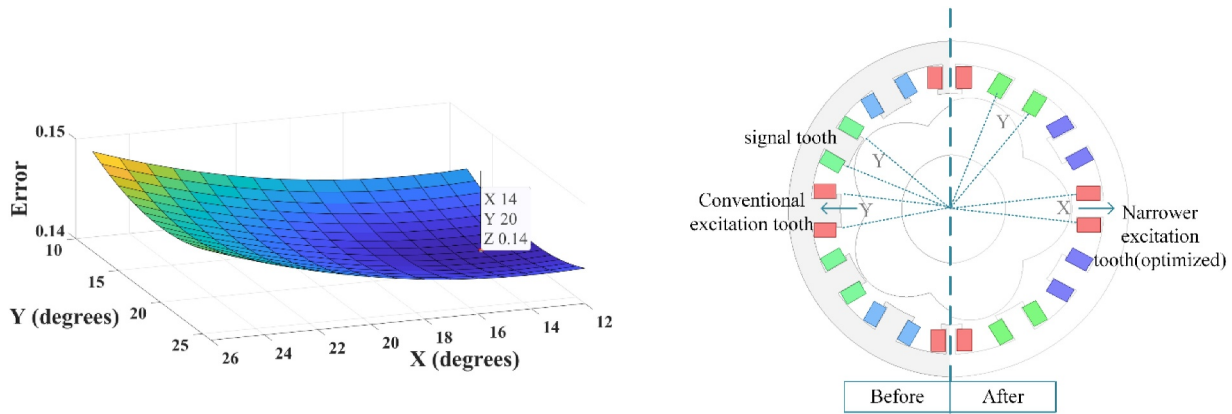 0.15
Error
0.14
10
15
20
25
Y (degrees)
26
24
22
20
18
16
14
12
X (degrees)
X 14
Y 20
Z 0.14
signal tooth
Conventional
excitation tooth
Y
Y
Y
X
Narrower
excitation
tooth(optimized)
Before
After